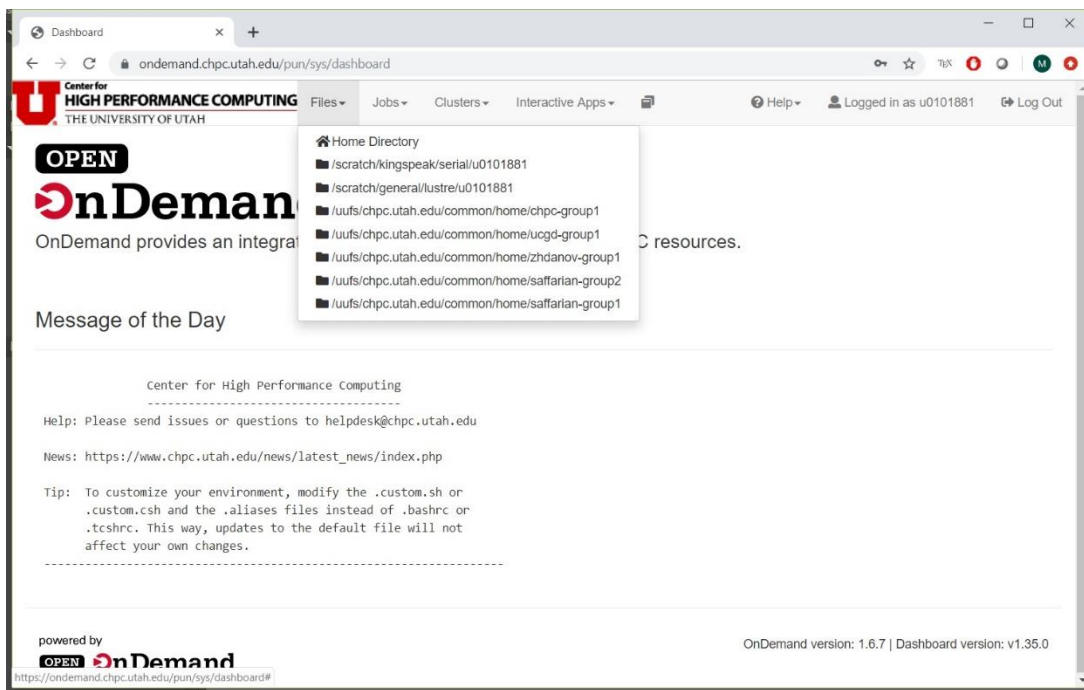 Dashboard
ondemand.chpc.utah.edu/pun/sys/dashboard
TEX
M
Center for
HIGH PERFORMANCE COMPUTING
THE UNIVERSITY OF UTAH
Files
Jobs
Clusters
Interactive Apps
Help
Logged in as u0101881
Log Out
Home Directory
/scratch/kingspeak/serial/u0101881
/scratch/general/lustre/u0101881
/uufs/chpc.utah.edu/common/home/chpc-group1
/uufs/chpc.utah.edu/common/home/ucgd-group1
/uufs/chpc.utah.edu/common/home/zhdanov-group1
/uufs/chpc.utah.edu/common/home/saffarian-group2
/uufs/chpc.utah.edu/common/home/saffarian-group1
OPEN
OnDeman
OnDemand provides an integrat C resources.
Message of the Day
Center for High Performance Computing
-------------------------------------
Help: Please send issues or questions to helpdesk@chpc.utah.edu
News: https://www.chpc.utah.edu/news/latest_news/index.php
Tip: To customize your environment, modify the .custom.sh or
.custom.csh and the .aliases files instead of .bashrc or
.tcshrc. This way, updates to the default file will not
affect your own changes.
-------------------------------------------------------------------
powered by
OPEN OnDemand
OnDemand version: 1.6.7 | Dashboard version: v1.35.0
https://ondemand.chpc.utah.edu/pun/sys/dashboard#